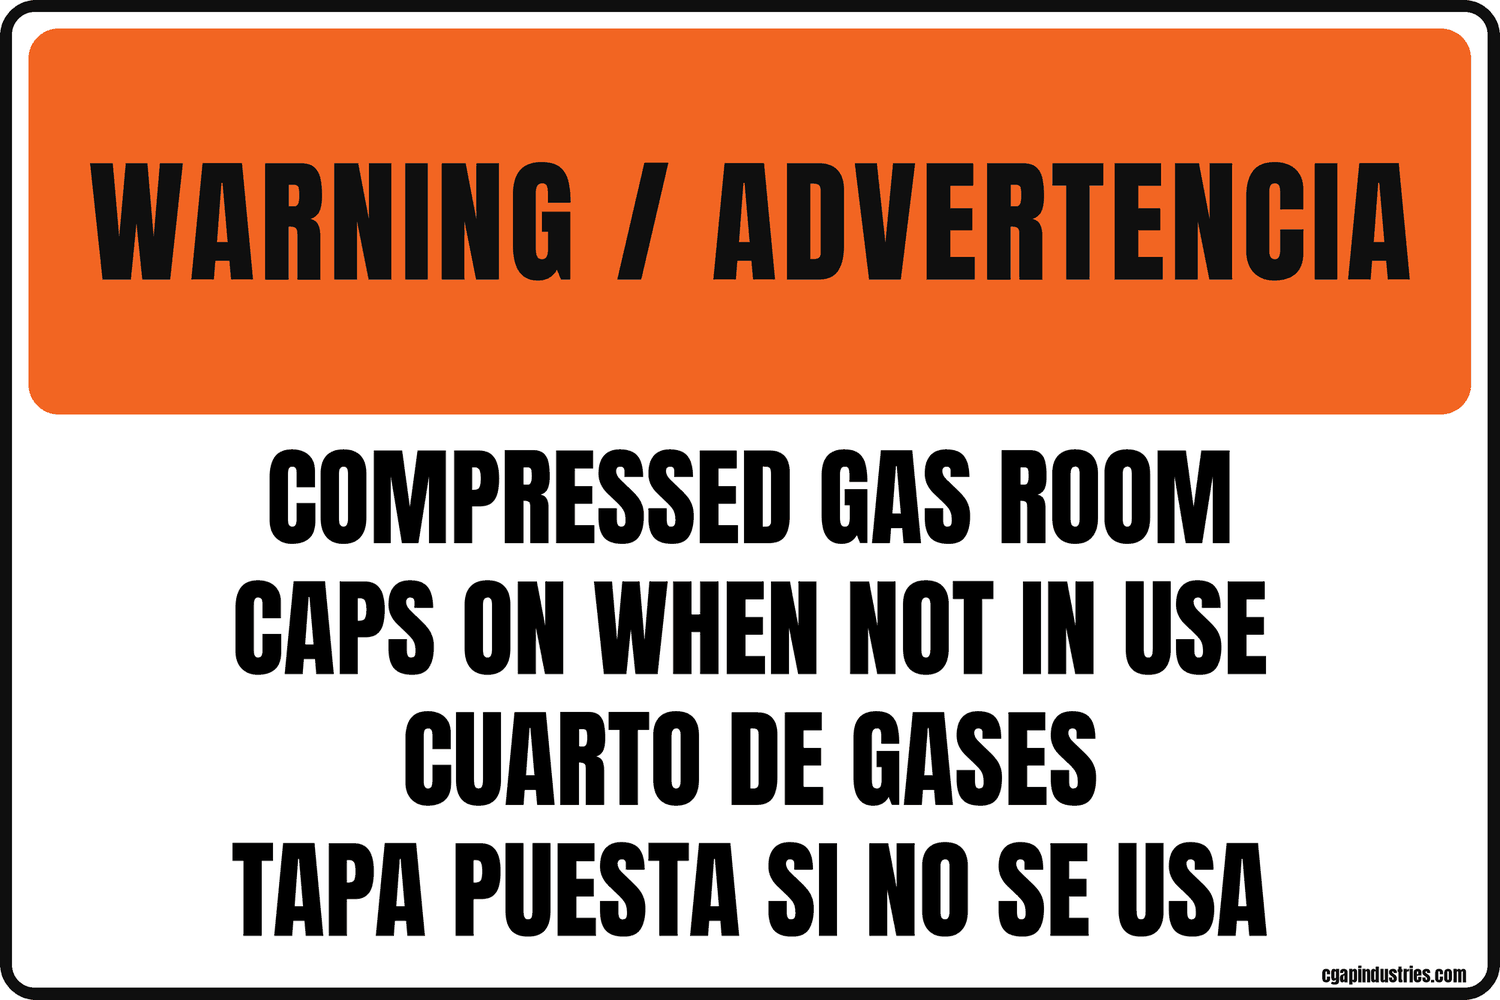 WARNING / ADVERTENCIA
COMPRESSED GAS ROOM
CAPS ON WHEN NOT IN USE
CUARTO DE GASES
TAPA PUESTA SI NO SE USA
cgapindustries.com